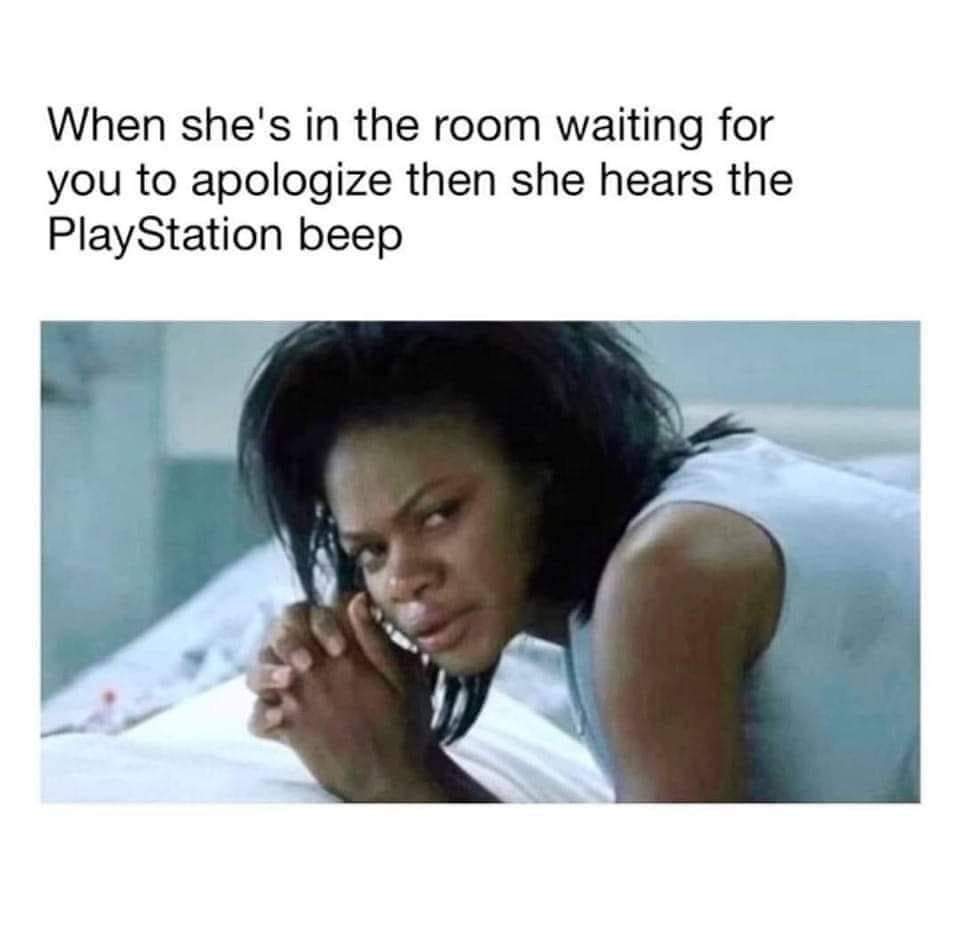 When she's in the room waiting for
you to apologize then she hears the
PlayStation beep